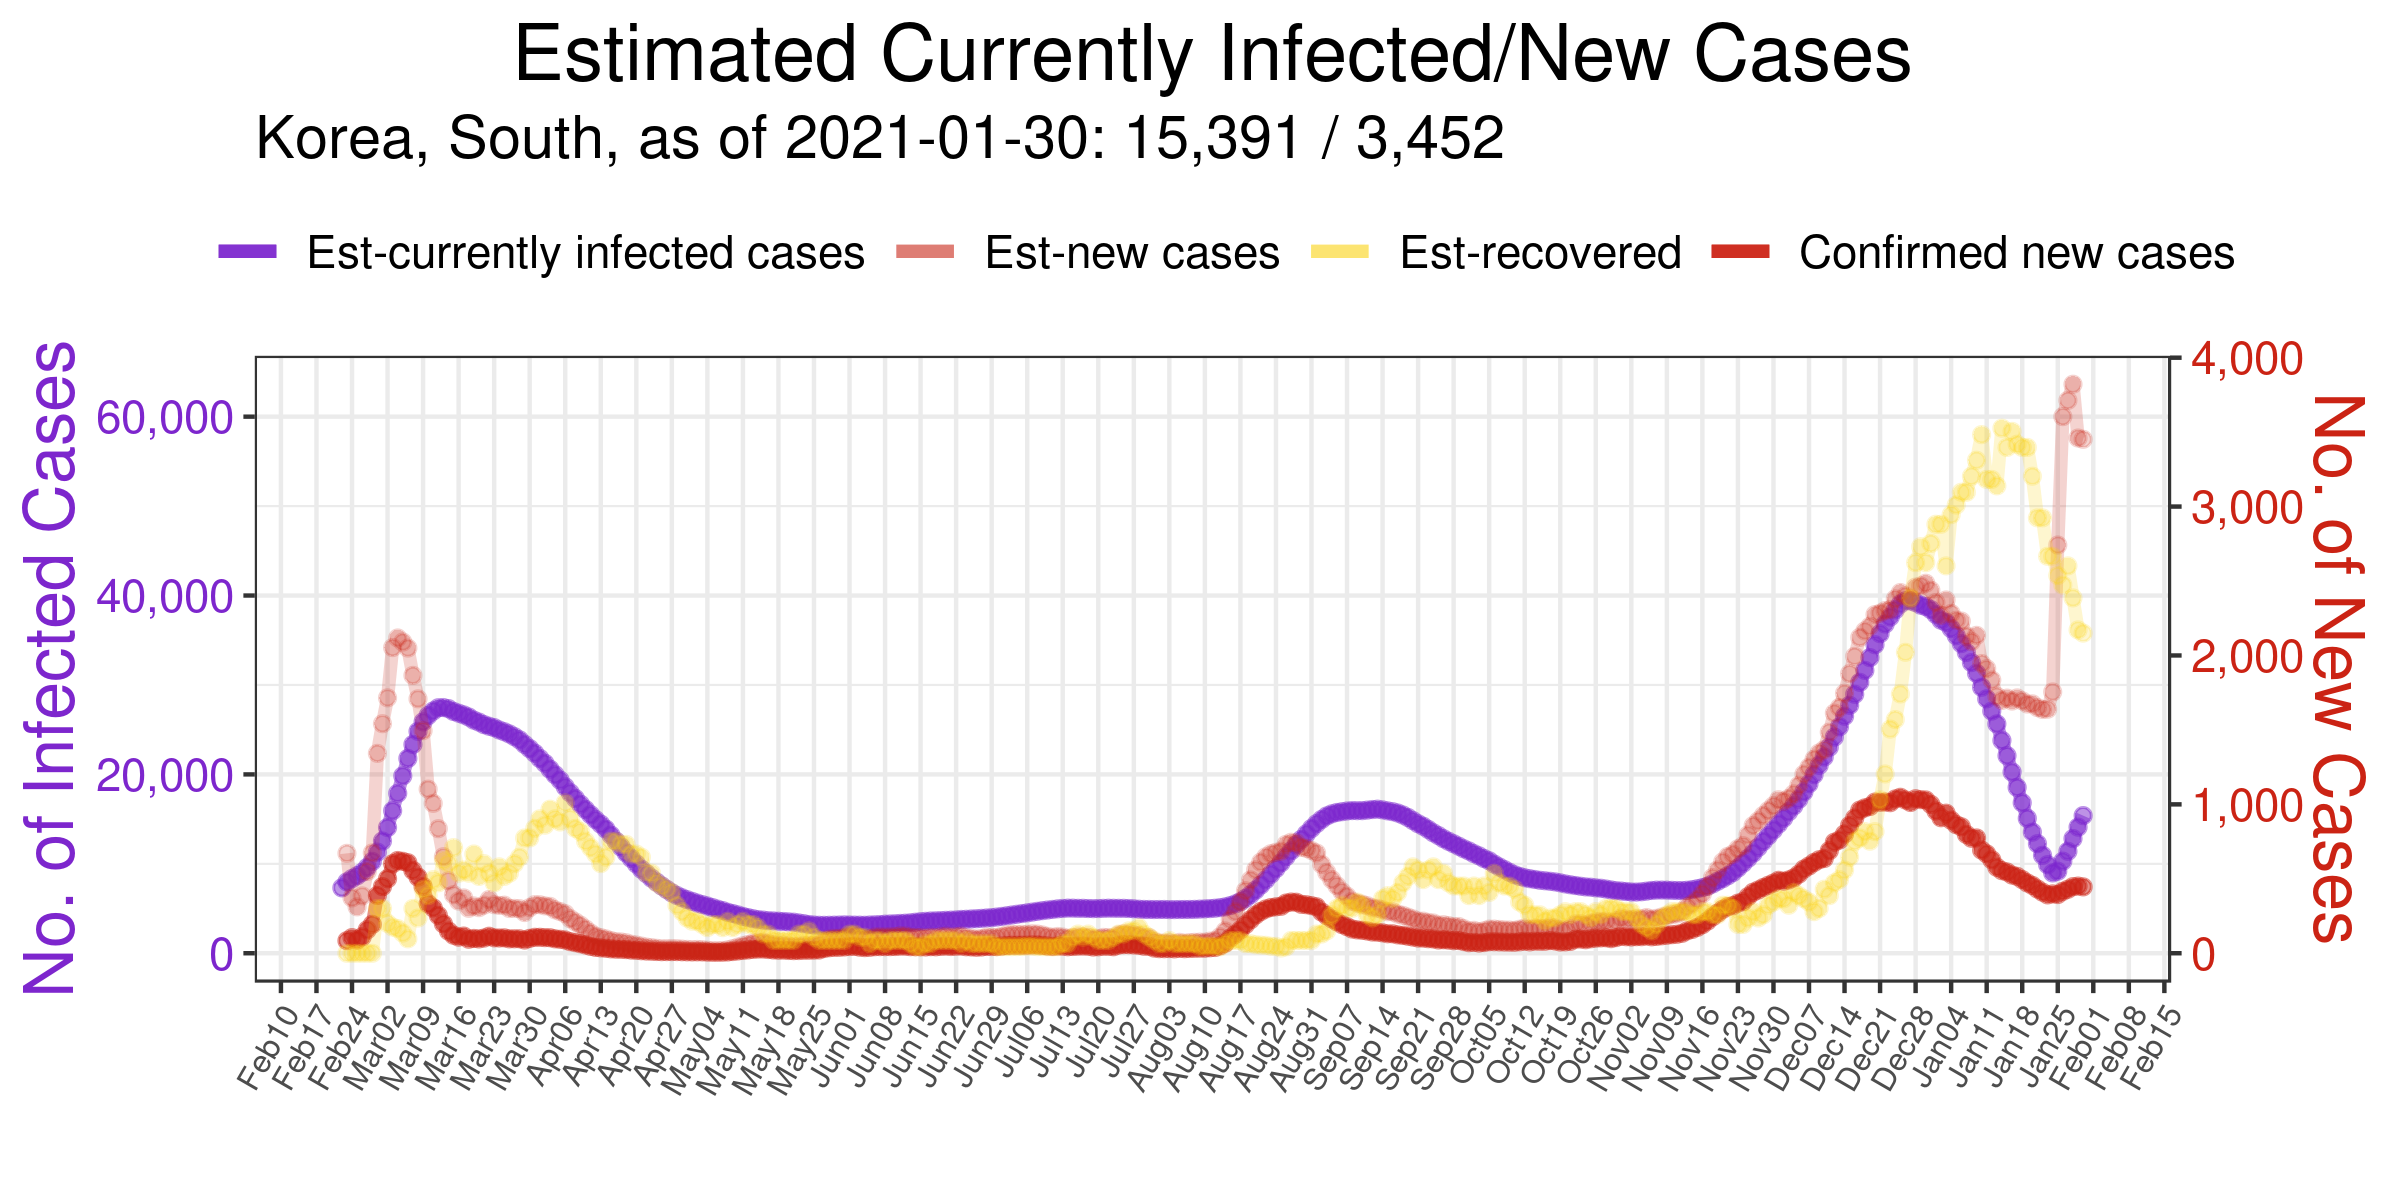 Estimated Currently Infected/New Cases
Korea, South, as of 2021-01-30: 15,391 / 3,452
Est-currently infected cases
Est-new cases
Est-recovered
Confirmed new cases
No. of Infected Cases
60,000
40,000
20,000
0
4,000
3,000
2,000
1,000
0
No. of New Cases
Feb10
Feb17
Feb24
Mar02
Mar09
Mar16
Mar23
Mar30
Apr06
Apr13
Apr20
Apr27
May04
May11
May18
May25
Jun01
Jun08
Jun15
Jun22
Jun29
Jul06
Jul13
Jul20
Jul27
Aug03
Aug10
Aug17
Aug24
Aug31
Sep07
Sep14
Sep21
Sep28
Oct05
Oct12
Oct19
Oct26
Nov02
Nov09
Nov16
Nov23
Nov30
Dec07
Dec14
Dec21
Dec28
Jan04
Jan11
Jan18
Jan25
Feb01
Feb08
Feb15